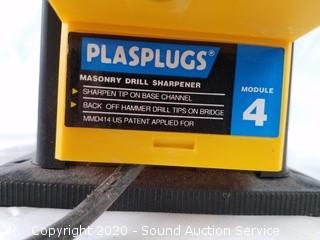 PLASPLUGS®
MASONRY DRILL SHARPENER
SHARPEN TIP ON BASE CHANNEL
BACK OFF HAMMER DRILL TIPS ON BRIDGE
MMD414 US PATENT APPLIED FOR
MODULE
4
Copyright 2020 - Sound Auction Service